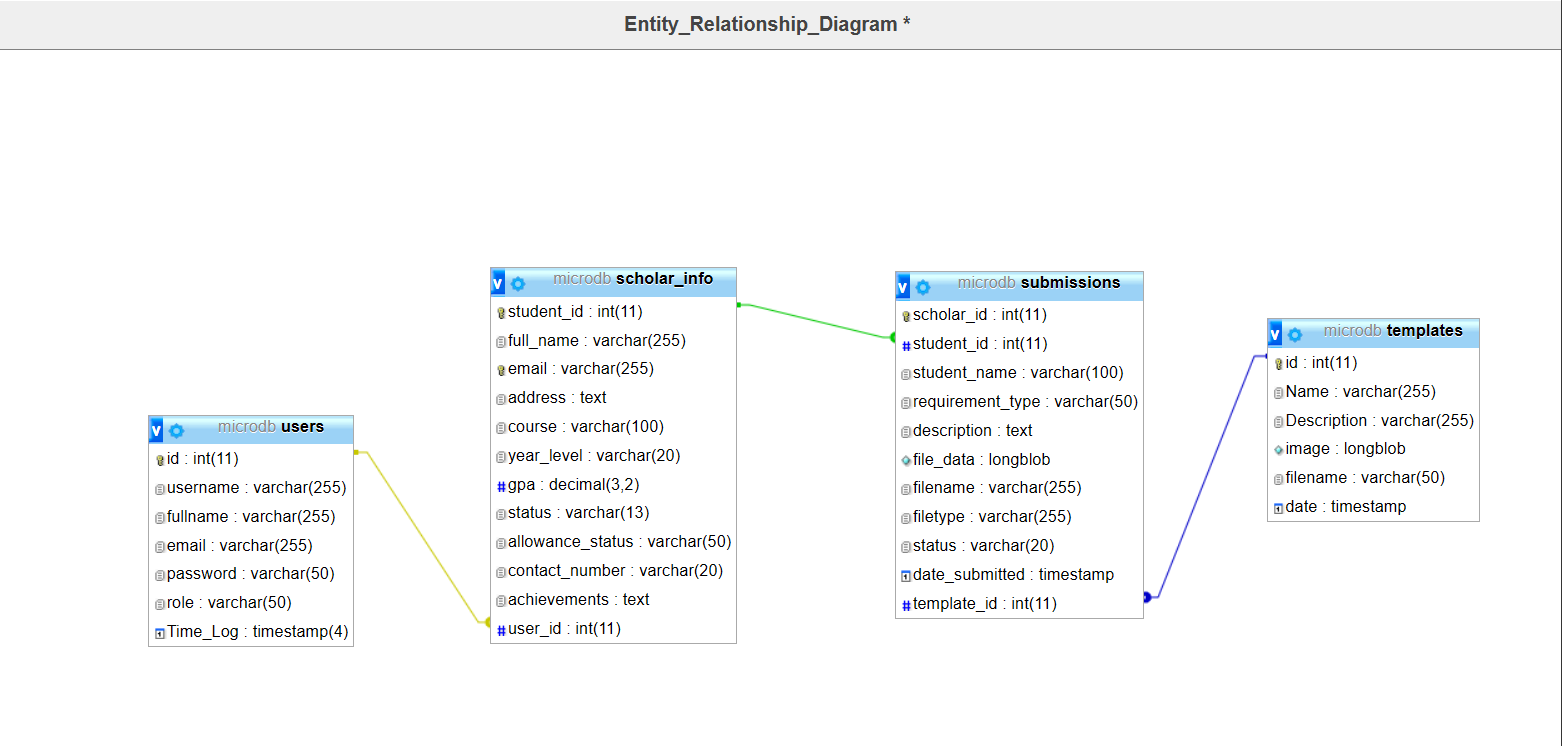 Entity_Relationship_Diagram *
v microdb users
id : int(11)
username : varchar(255)
fullname : varchar(255)
email : varchar(255)
password : varchar(50)
role : varchar(50)
Time_Log : timestamp(4)
v microdb scholar_info
student_id : int(11)
full_name : varchar(255)
email : varchar(255)
address : text
course : varchar(100)
year_level : varchar(20)
# gpa : decimal(3,2)
status : varchar(13)
allowance_status : varchar(50)
contact_number : varchar(20)
achievements : text
# user_id : int(11)
v microdb submissions
scholar_id : int(11)
# student_id : int(11)
student_name : varchar(100)
requirement_type : varchar(50)
description : text
file_data : longblob
filename : varchar(255)
filetype : varchar(255)
status : varchar(20)
date_submitted : timestamp
# template_id : int(11)
v microdb templates
id : int(11)
Name : varchar(255)
Description : varchar(255)
image : longblob
filename : varchar(50)
date : timestamp